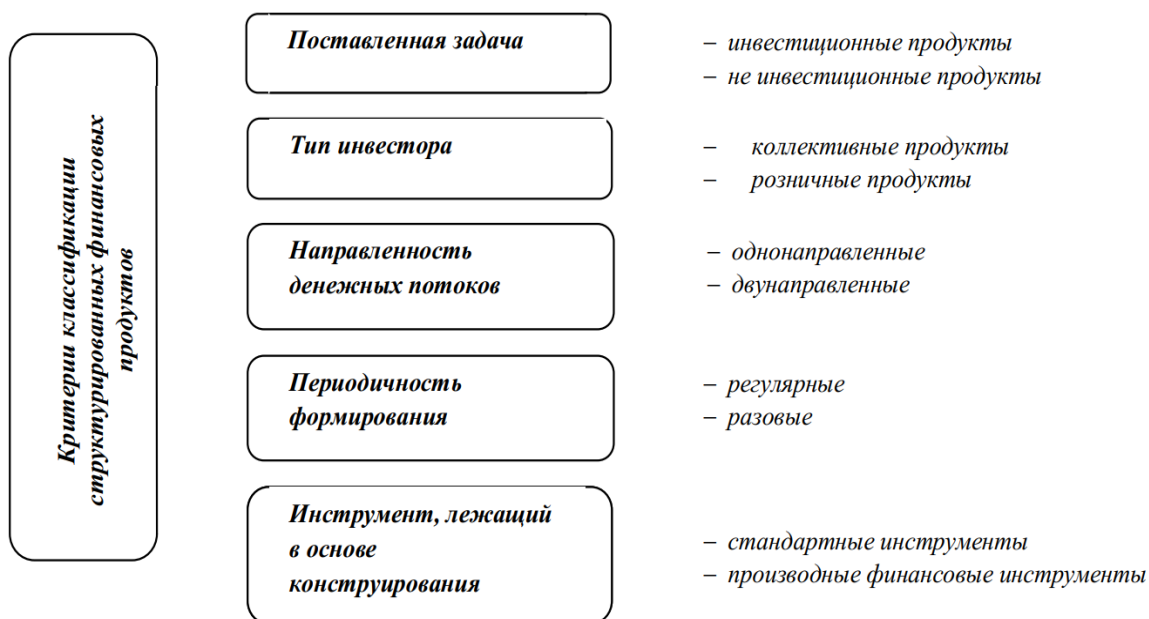 Критерии классификации
структурированных финансовых
продуктов
Поставленная задача
– инвестиционные продукты
– не инвестиционные продукты
Тип инвестора
– коллективные продукты
– розничные продукты
Направленность
денежных потоков
– однонаправленные
– двунаправленные
Периодичность
формирования
– регулярные
– разовые
Инструмент, лежащий
в основе
конструирования
– стандартные инструменты
– производные финансовые инструменты